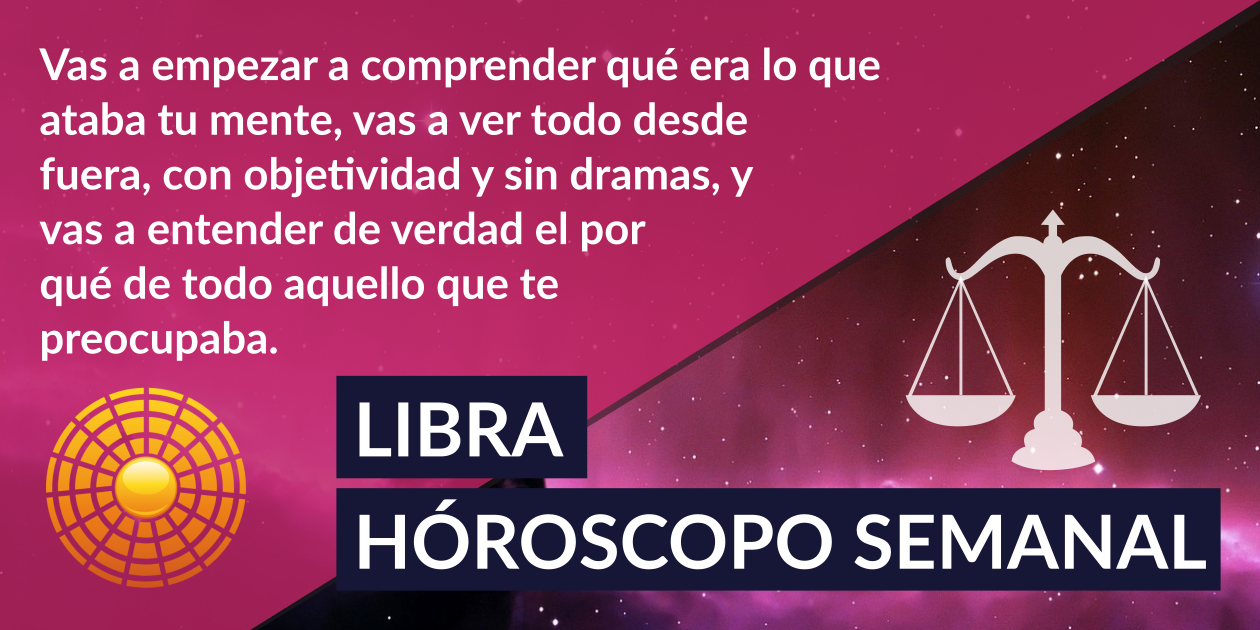 Vas a empezar a comprender qué era lo que
ataba tu mente, vas a ver todo desde
fuera, con objetividad y sin dramas, y
vas a entender de verdad el por
qué de todo aquello que te
preocupaba.
LIBRA
HÓROSCOPO SEMANAL